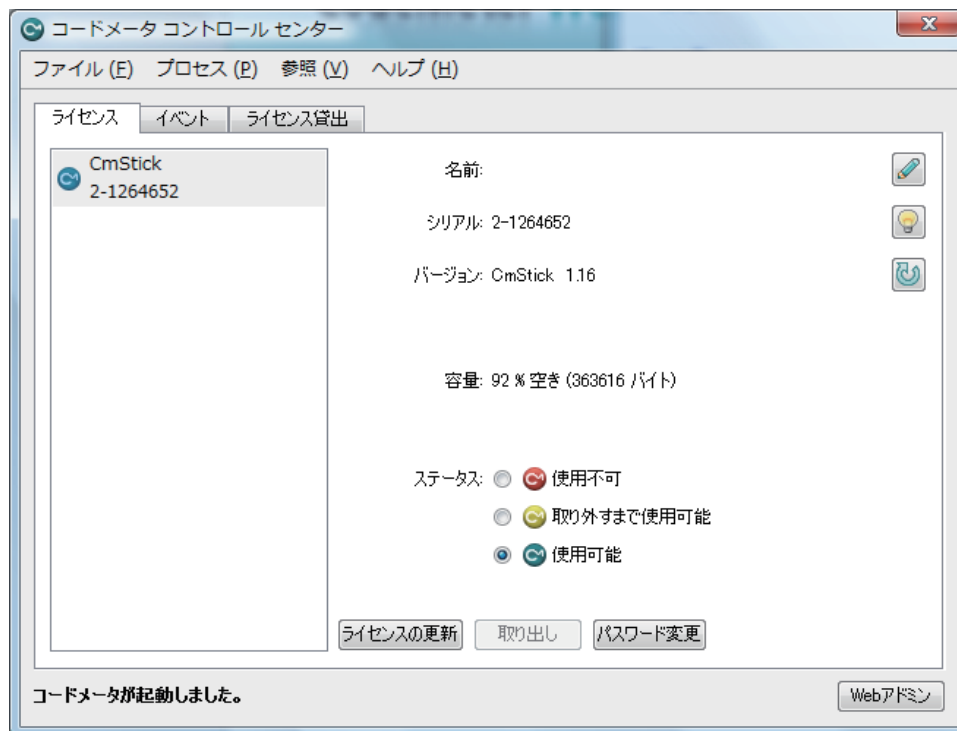 コードメータ コントロール センター
ファイル (F) プロセス (P) 参照 (V) ヘルプ (H)
ライセンス イベント ライセンス貸出
CmStick
2-1264652
名前:
シリアル: 2-1264652
バージョン: CmStick 1.16
容量: 92 % 空き (363616 バイト)
ステータス: 使用不可
取り外すまで使用可能
使用可能
ライセンスの更新 取り出し パスワード変更
コードメータが起動しました。 Webアドミン